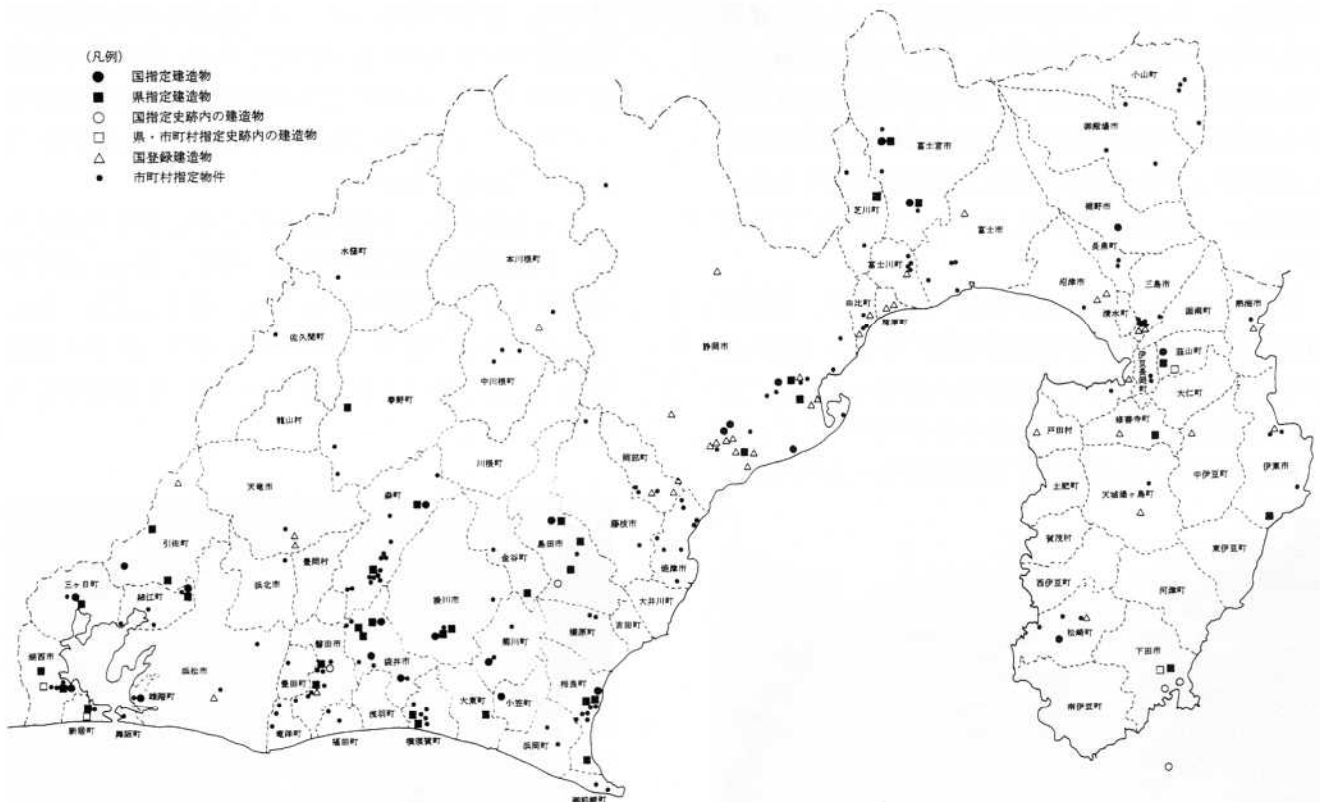 (凡例)
国指定建造物
県指定建造物
国指定史跡内の建造物
県・市町村指定史跡内の建造物
国登録建造物
市町村指定物件
小山町
御殿場市
富士宮市
裾野市
芝川町
富士市
長泉町
水窪町
本川根町
富士川町
沼津市
三島市
由比町
清水町
函南町
熱海市
佐久間町
静岡市
韮山町
伊豆長岡町
中川根町
大仁町
春野町
龍山村
修善寺町
戸田村
岡部町
川根町
中伊豆町
伊東市
天竜市
土肥町
天城湯ヶ島町
森町
藤枝市
島田市
引佐町
賀茂村
東伊豆町
金谷町
豊岡村
焼津市
三ヶ日町
細江町
浜北市
掛川市
西伊豆町
河津町
大井川町
吉田町
榛原町
菊川町
松崎町
磐田市
下田市
湖西市
袋井市
浜松市
豊田町
相良町
雄踏町
大東町
小笠町
浅羽町
南伊豆町
新居町
舞阪町
竜洋町
福田町
横須賀町
浜岡町
御前崎町